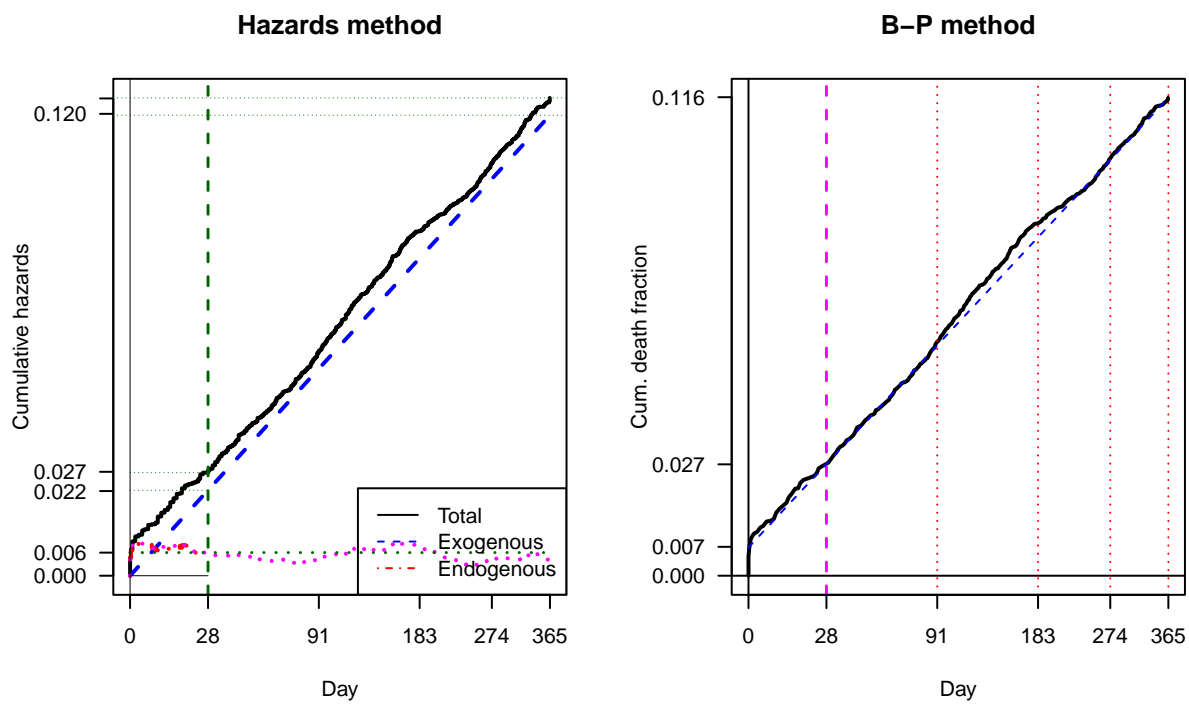 Hazards method
Cumulative hazards
0.120
0.027
0.022
0.006
0.000
Total
Exogenous
Endogenous
0 28 91 183 274 365
Day
B−P method
Cum. death fraction
0.116
0.027
0.007
0.000
0 28 91 183 274 365
Day